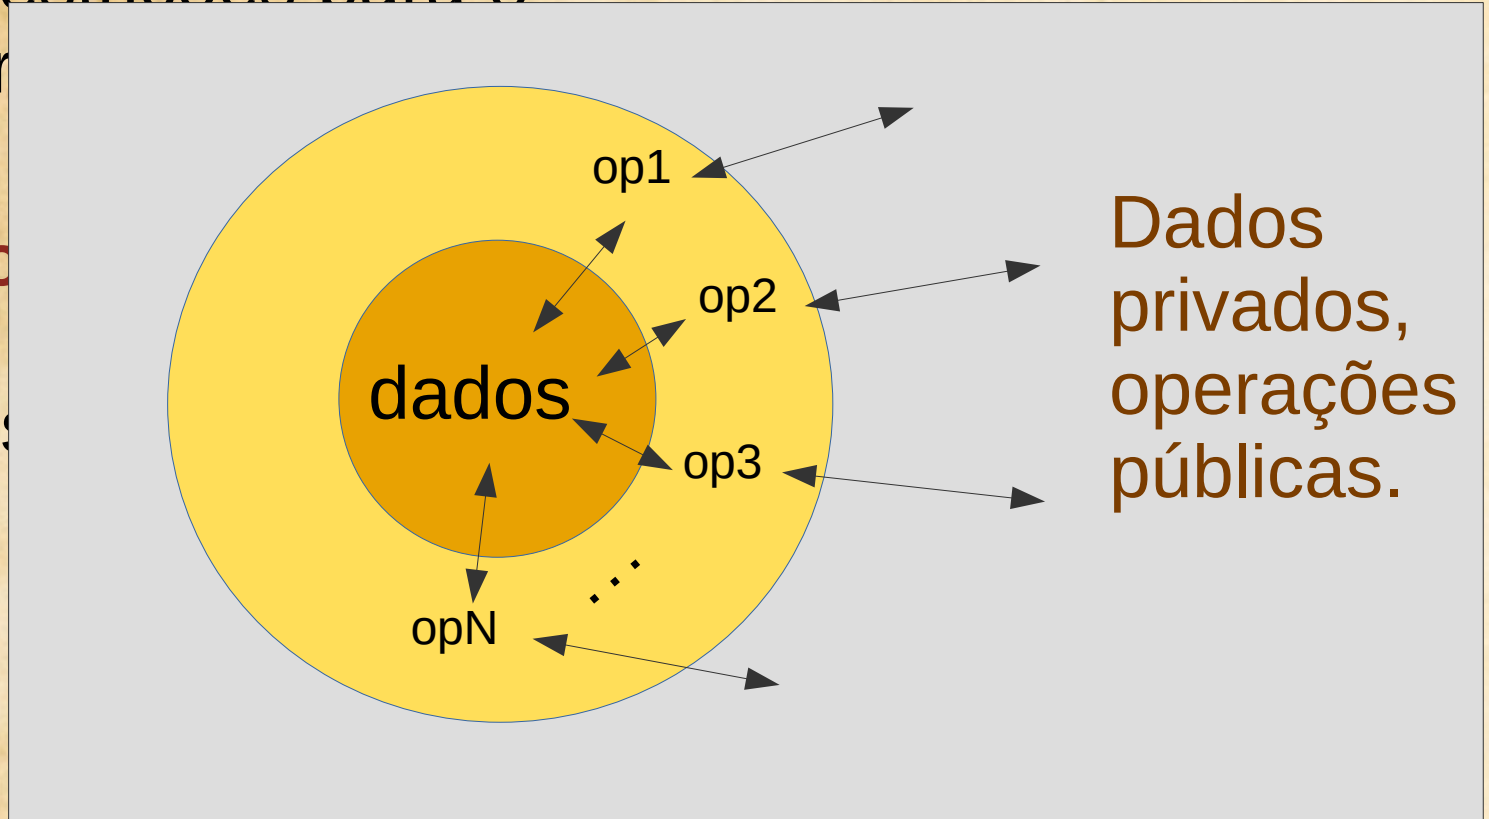 op1
Dados
privados,
operações
públicas.
op2
dados
op3
opN